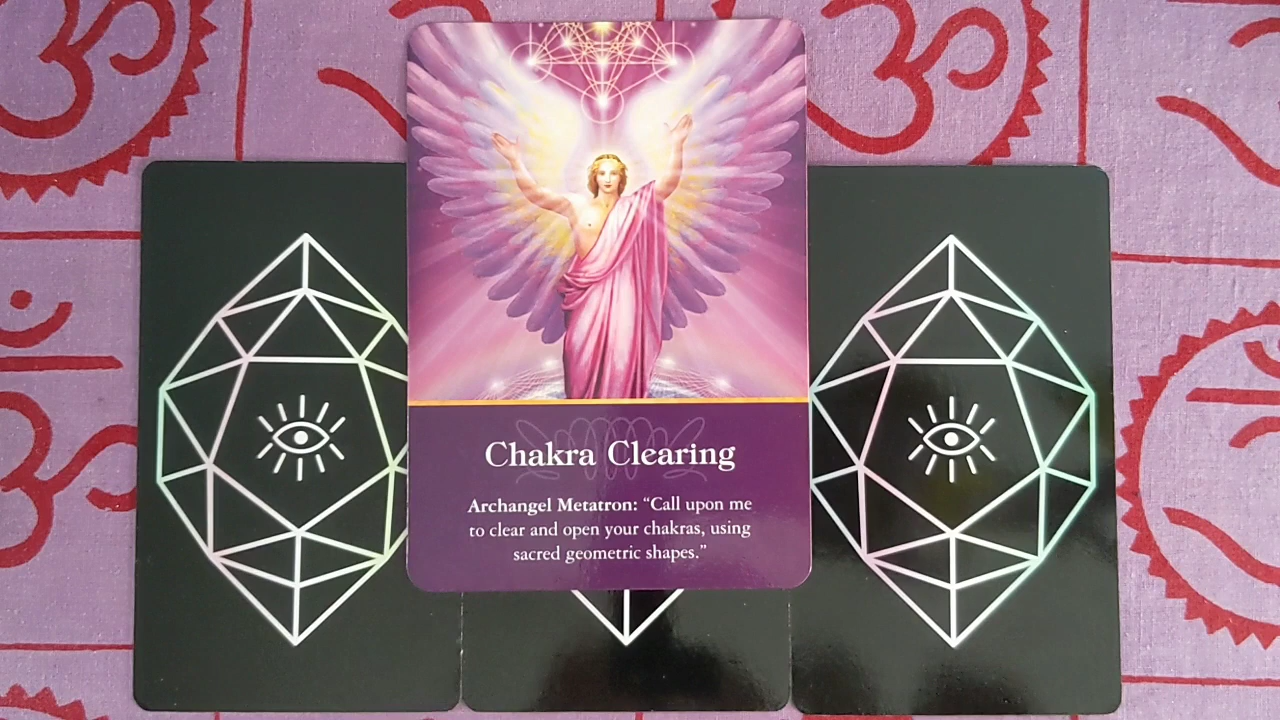 Chakra Clearing
Archangel Metatron: “Call upon me
to clear and open your chakras, using
sacred geometric shapes.”